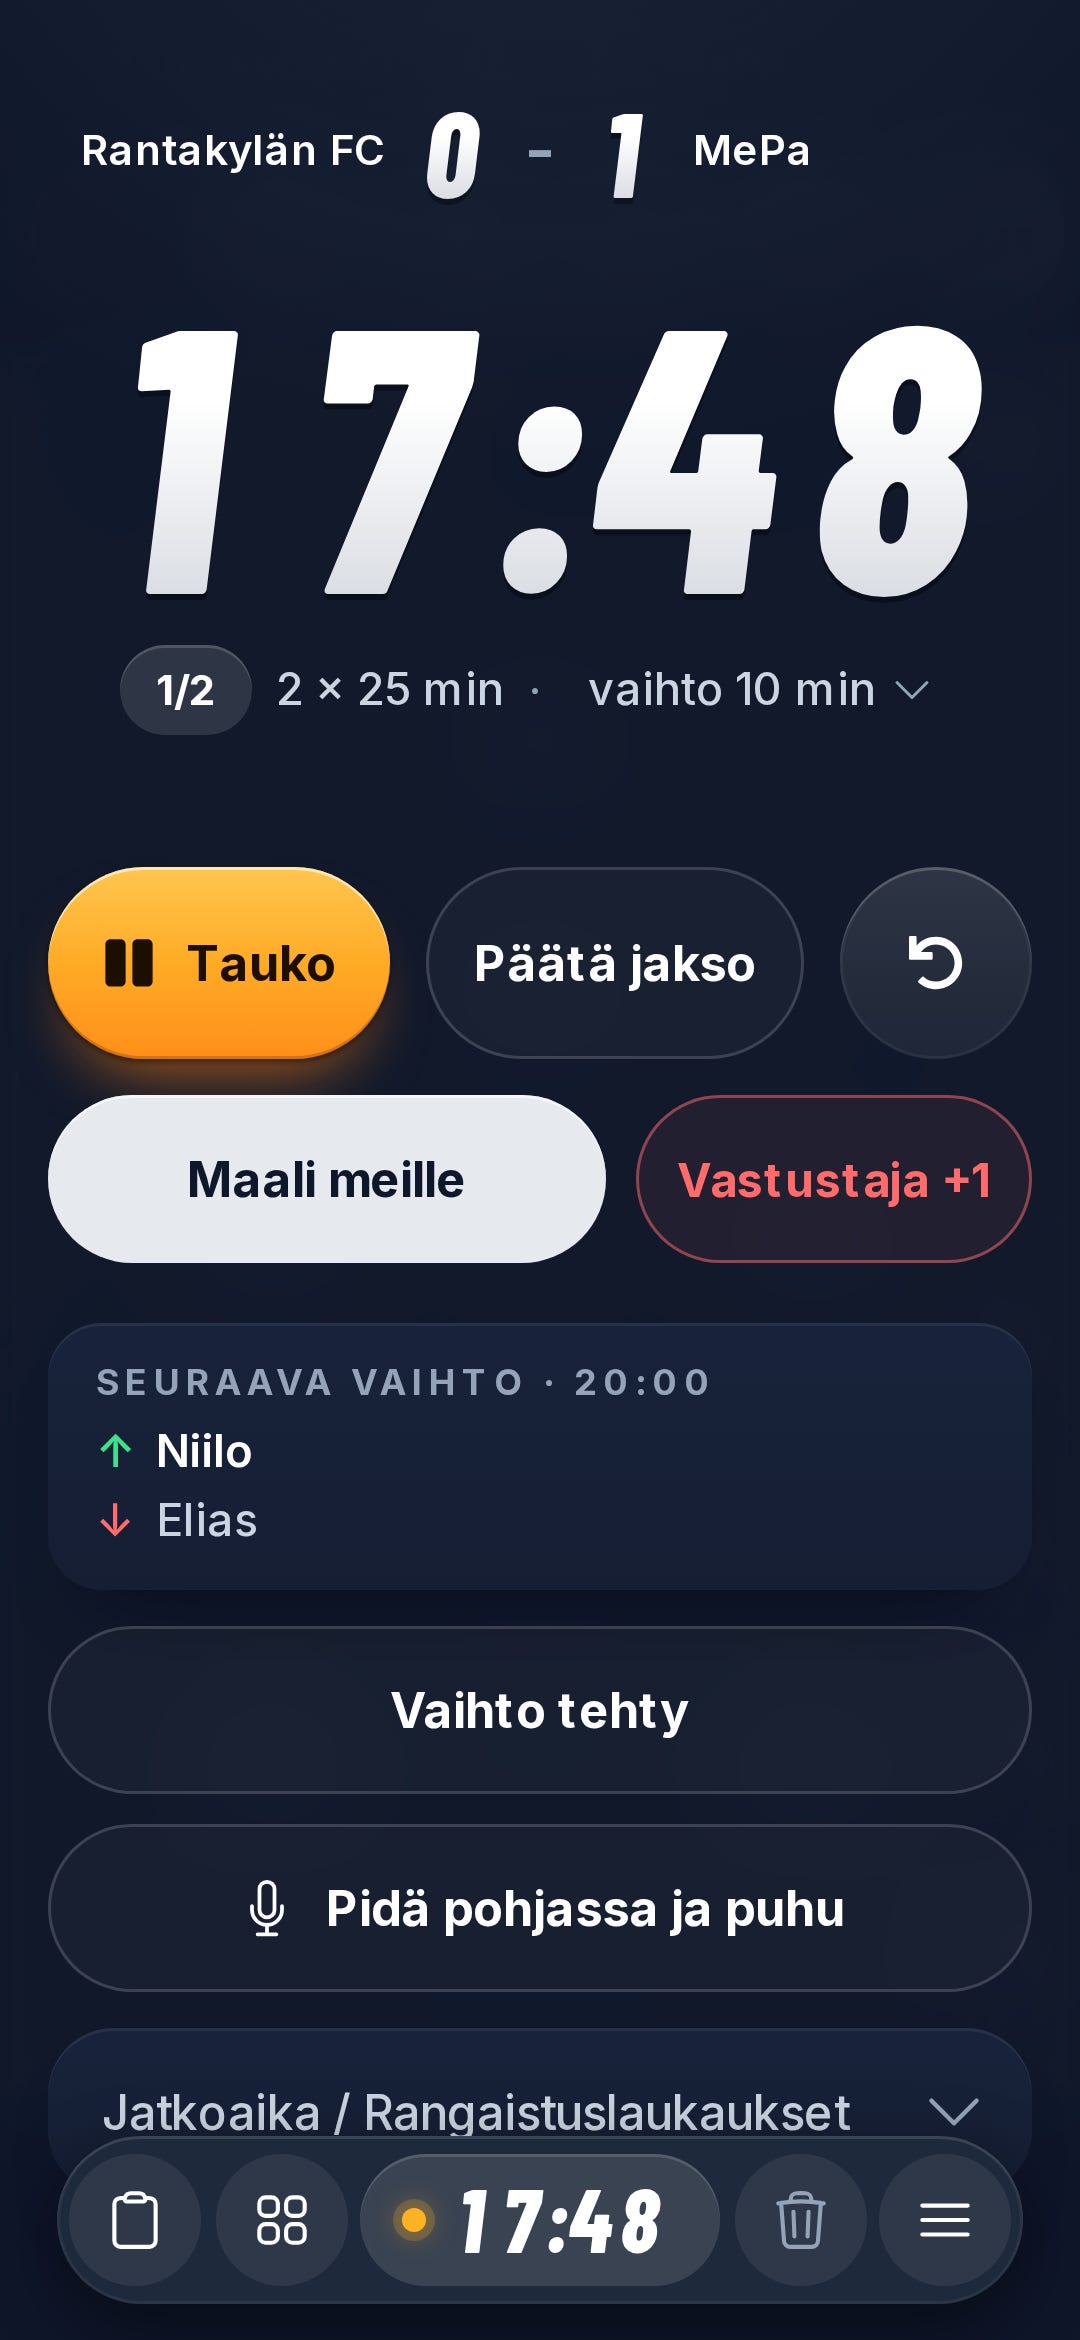 Rantakylän FC 0 - 1 MePa
17:48
1/2 2 × 25 min · vaihto 10 min
Tauko
Päätä jakso
Maali meille
Vastustaja +1
SEURAAVA VAIHTO · 20:00
↑ Niilo
↓ Elias
Vaihto tehty
Pidä pohjassa ja puhu
Jatkoaika / Rangaistuslaukaukset
17:48